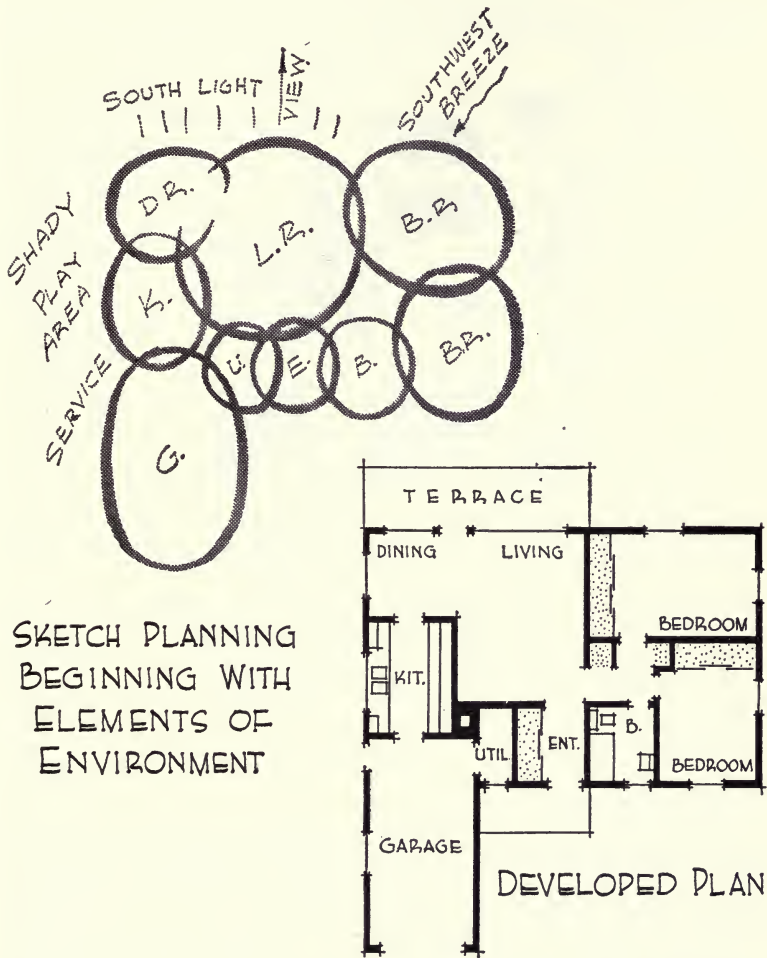 SOUTH LIGHT
VIEW.
SOUTHWEST
BREEZE
D.R.
L.R.
B.R
SHADY
PLAY
AREA
K.
U.
E.
B.
B.R.
SERVICE
G.
TERRACE
DINING
LIVING
BEDROOM
KIT.
UTIL.
ENT.
B.
BEDROOM
GARAGE
SKETCH PLANNING
BEGINNING WITH
ELEMENTS OF
ENVIRONMENT
DEVELOPED PLAN